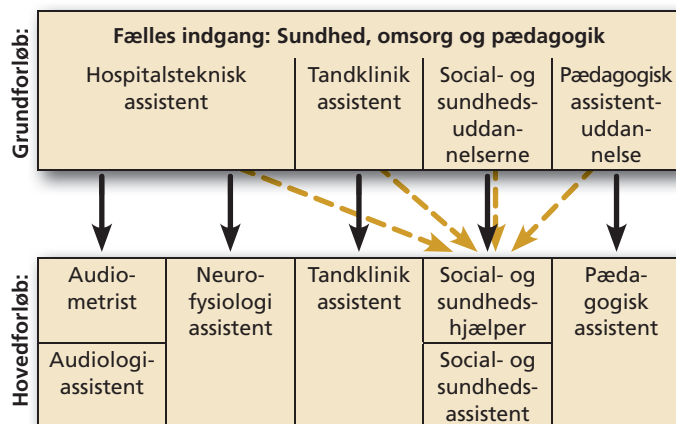 Grundforløb:
Fælles indgang: Sundhed, omsorg og pædagogik
Hospitalsteknisk
assistent
Tandklinik
assistent
Social- og
sundheds-
uddan-
nelserne
Pædagogisk
assistent-
uddan-
nelse
Hovedforløb:
Audio-
metrist
Audiologi-
assistent
Neuro-
fysiologi
assistent
Tandklinik
assistent
Social- og
sundheds-
hjælper
Social- og
sundheds-
assistent
Pæda-
gogisk
assistent